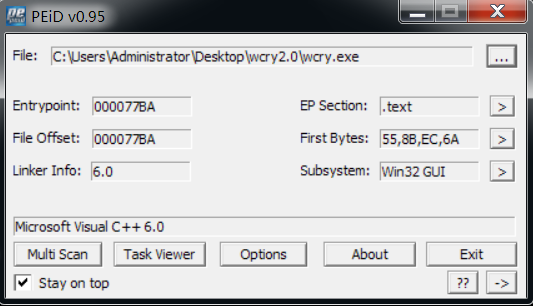 PEiD v0.95
File: C:\Users\Administrator\Desktop\wcry2.0\wcry.exe ...
Entrypoint: 000077BA EP Section: .text >
File Offset: 000077BA First Bytes: 55,8B,EC,6A >
Linker Info: 6.0 Subsystem: Win32 GUI >
Microsoft Visual C++ 6.0
Multi Scan Task Viewer Options About Exit
Stay on top ?? ->